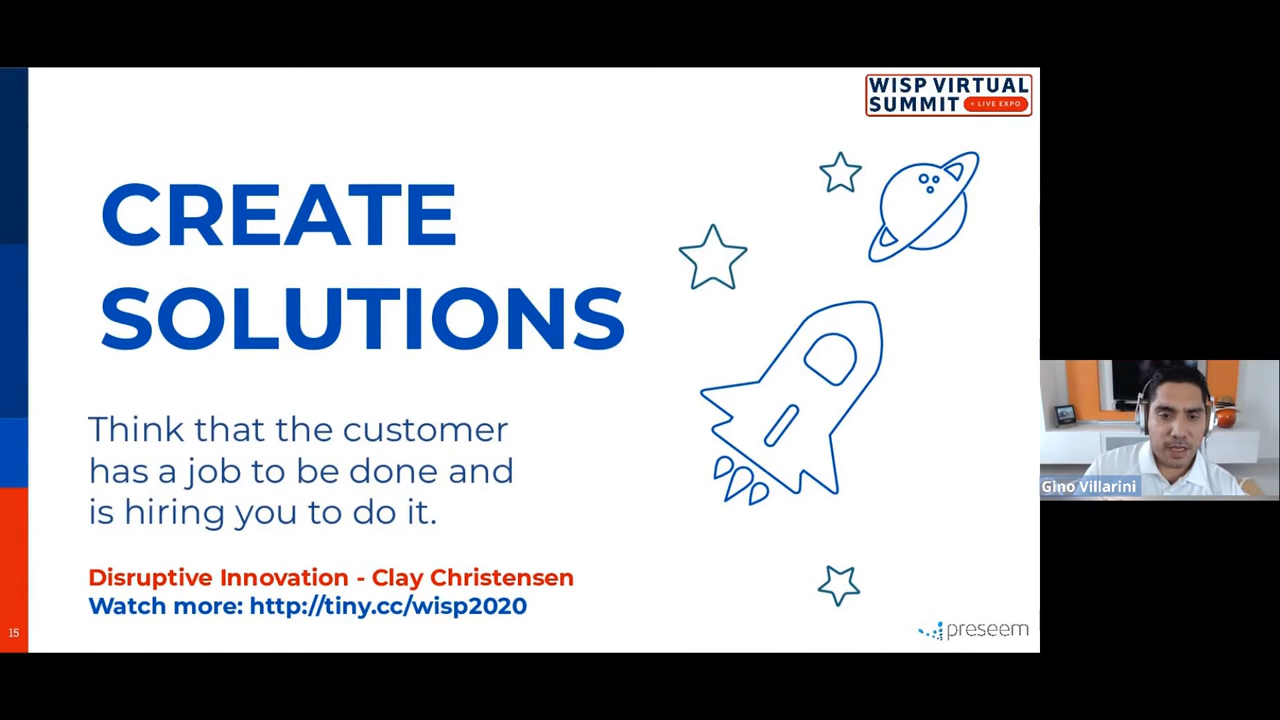 WISP VIRTUAL
SUMMIT + LIVE EXPO
CREATE
SOLUTIONS
Think that the customer
has a job to be done and
is hiring you to do it.
Disruptive Innovation - Clay Christensen
Watch more: http://tiny.cc/wisp2020
15
preseem
Gino Villarini